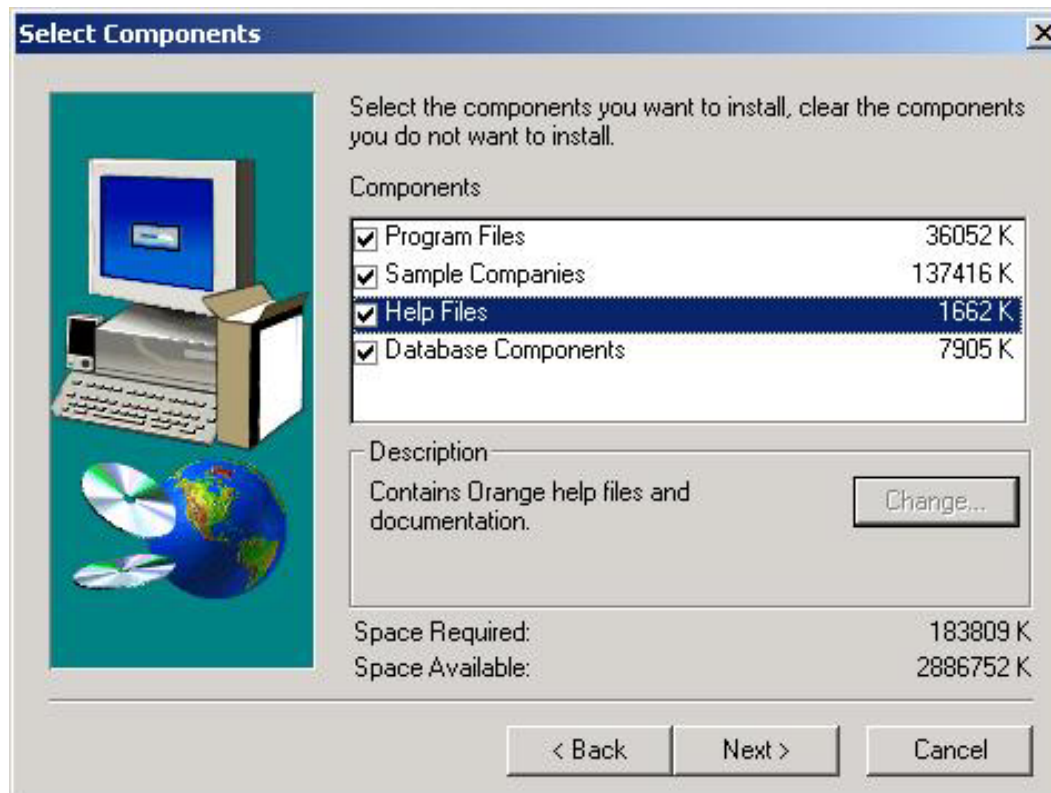 Select Components
Select the components you want to install, clear the components
you do not want to install.
Components
Program Files 36052 K
Sample Companies 137416 K
Help Files 1662 K
Database Components 7905 K
Description
Contains Orange help files and
documentation.
Change...
Space Required: 183809 K
Space Available: 2886752 K
< Back Next > Cancel